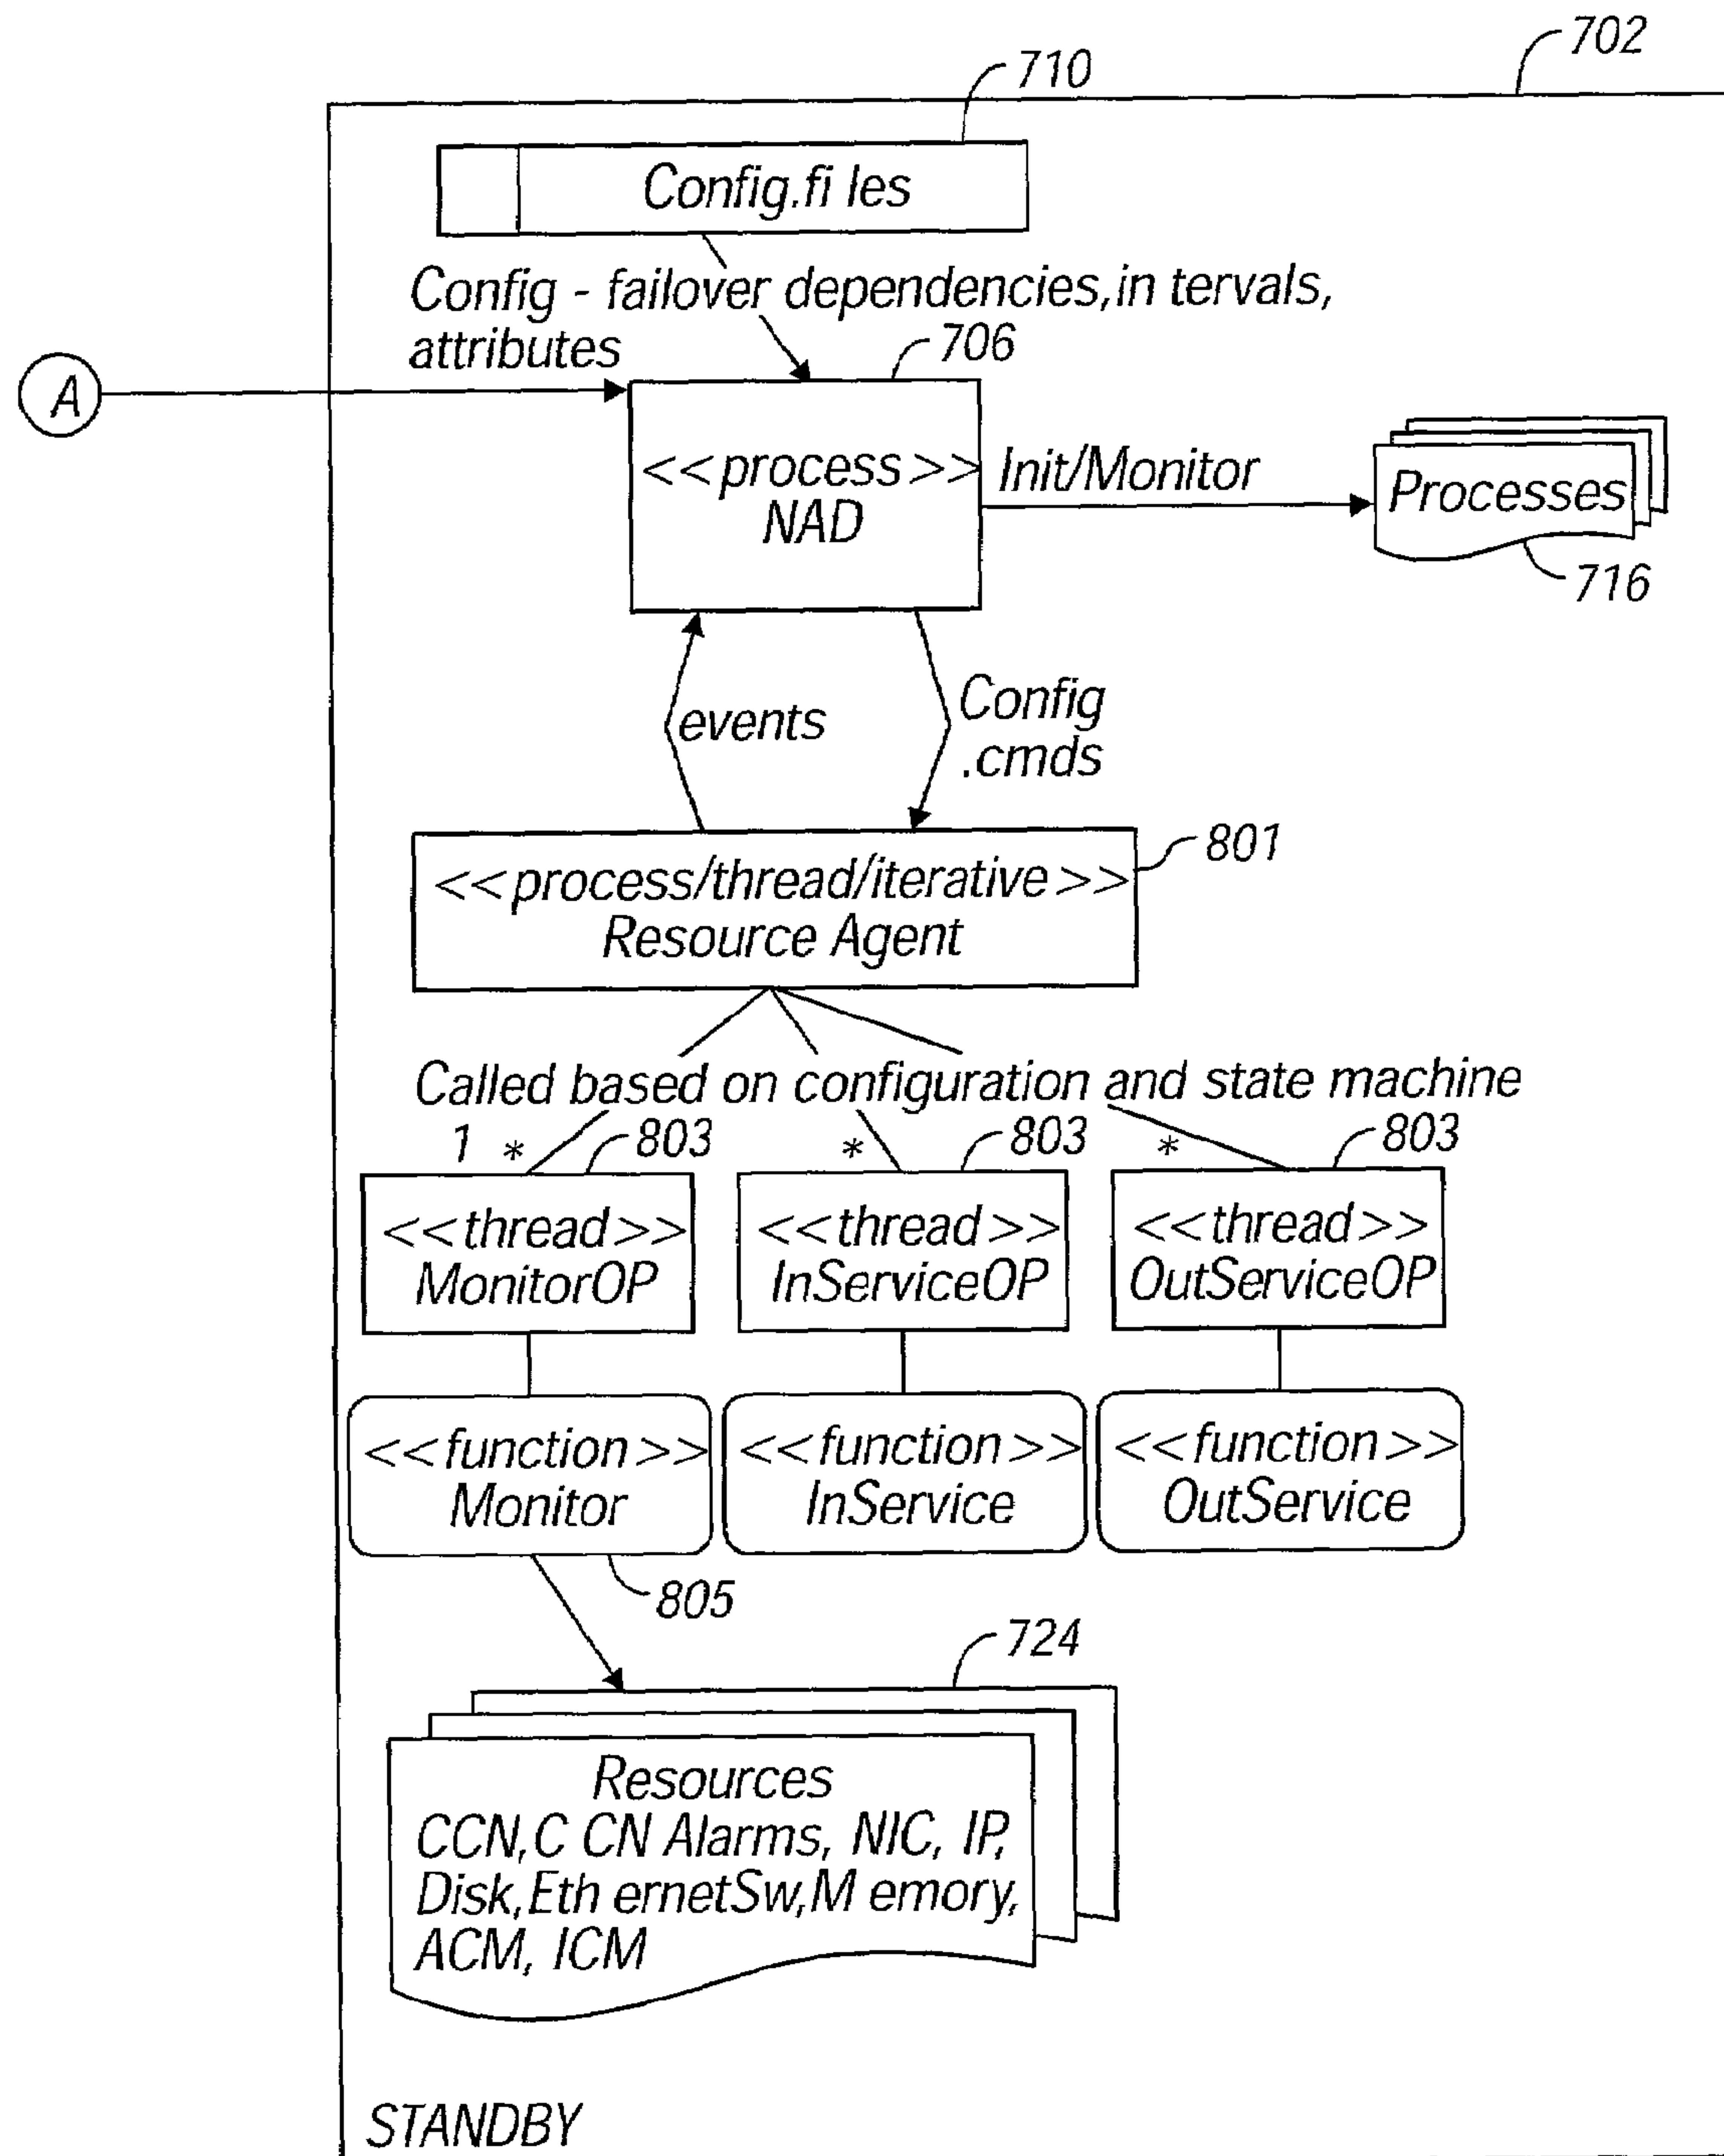 702
710
Config.fi les
Config - failover dependencies,in tervals,
attributes
706
A
<<process>>
NAD
Init/Monitor
Processes
716
events
Config
.cmds
801
<<process/thread/iterative>>
Resource Agent
Called based on configuration and state machine
1 * 803 * 803 * 803
<<thread>>
MonitorOP
<<thread>>
InServiceOP
<<thread>>
OutServiceOP
<<function>>
Monitor
<<function>>
InService
<<function>>
OutService
805
724
Resources
CCN,C CN Alarms, NIC, IP,
Disk,Eth ernetSw,M emory,
ACM, ICM
STANDBY